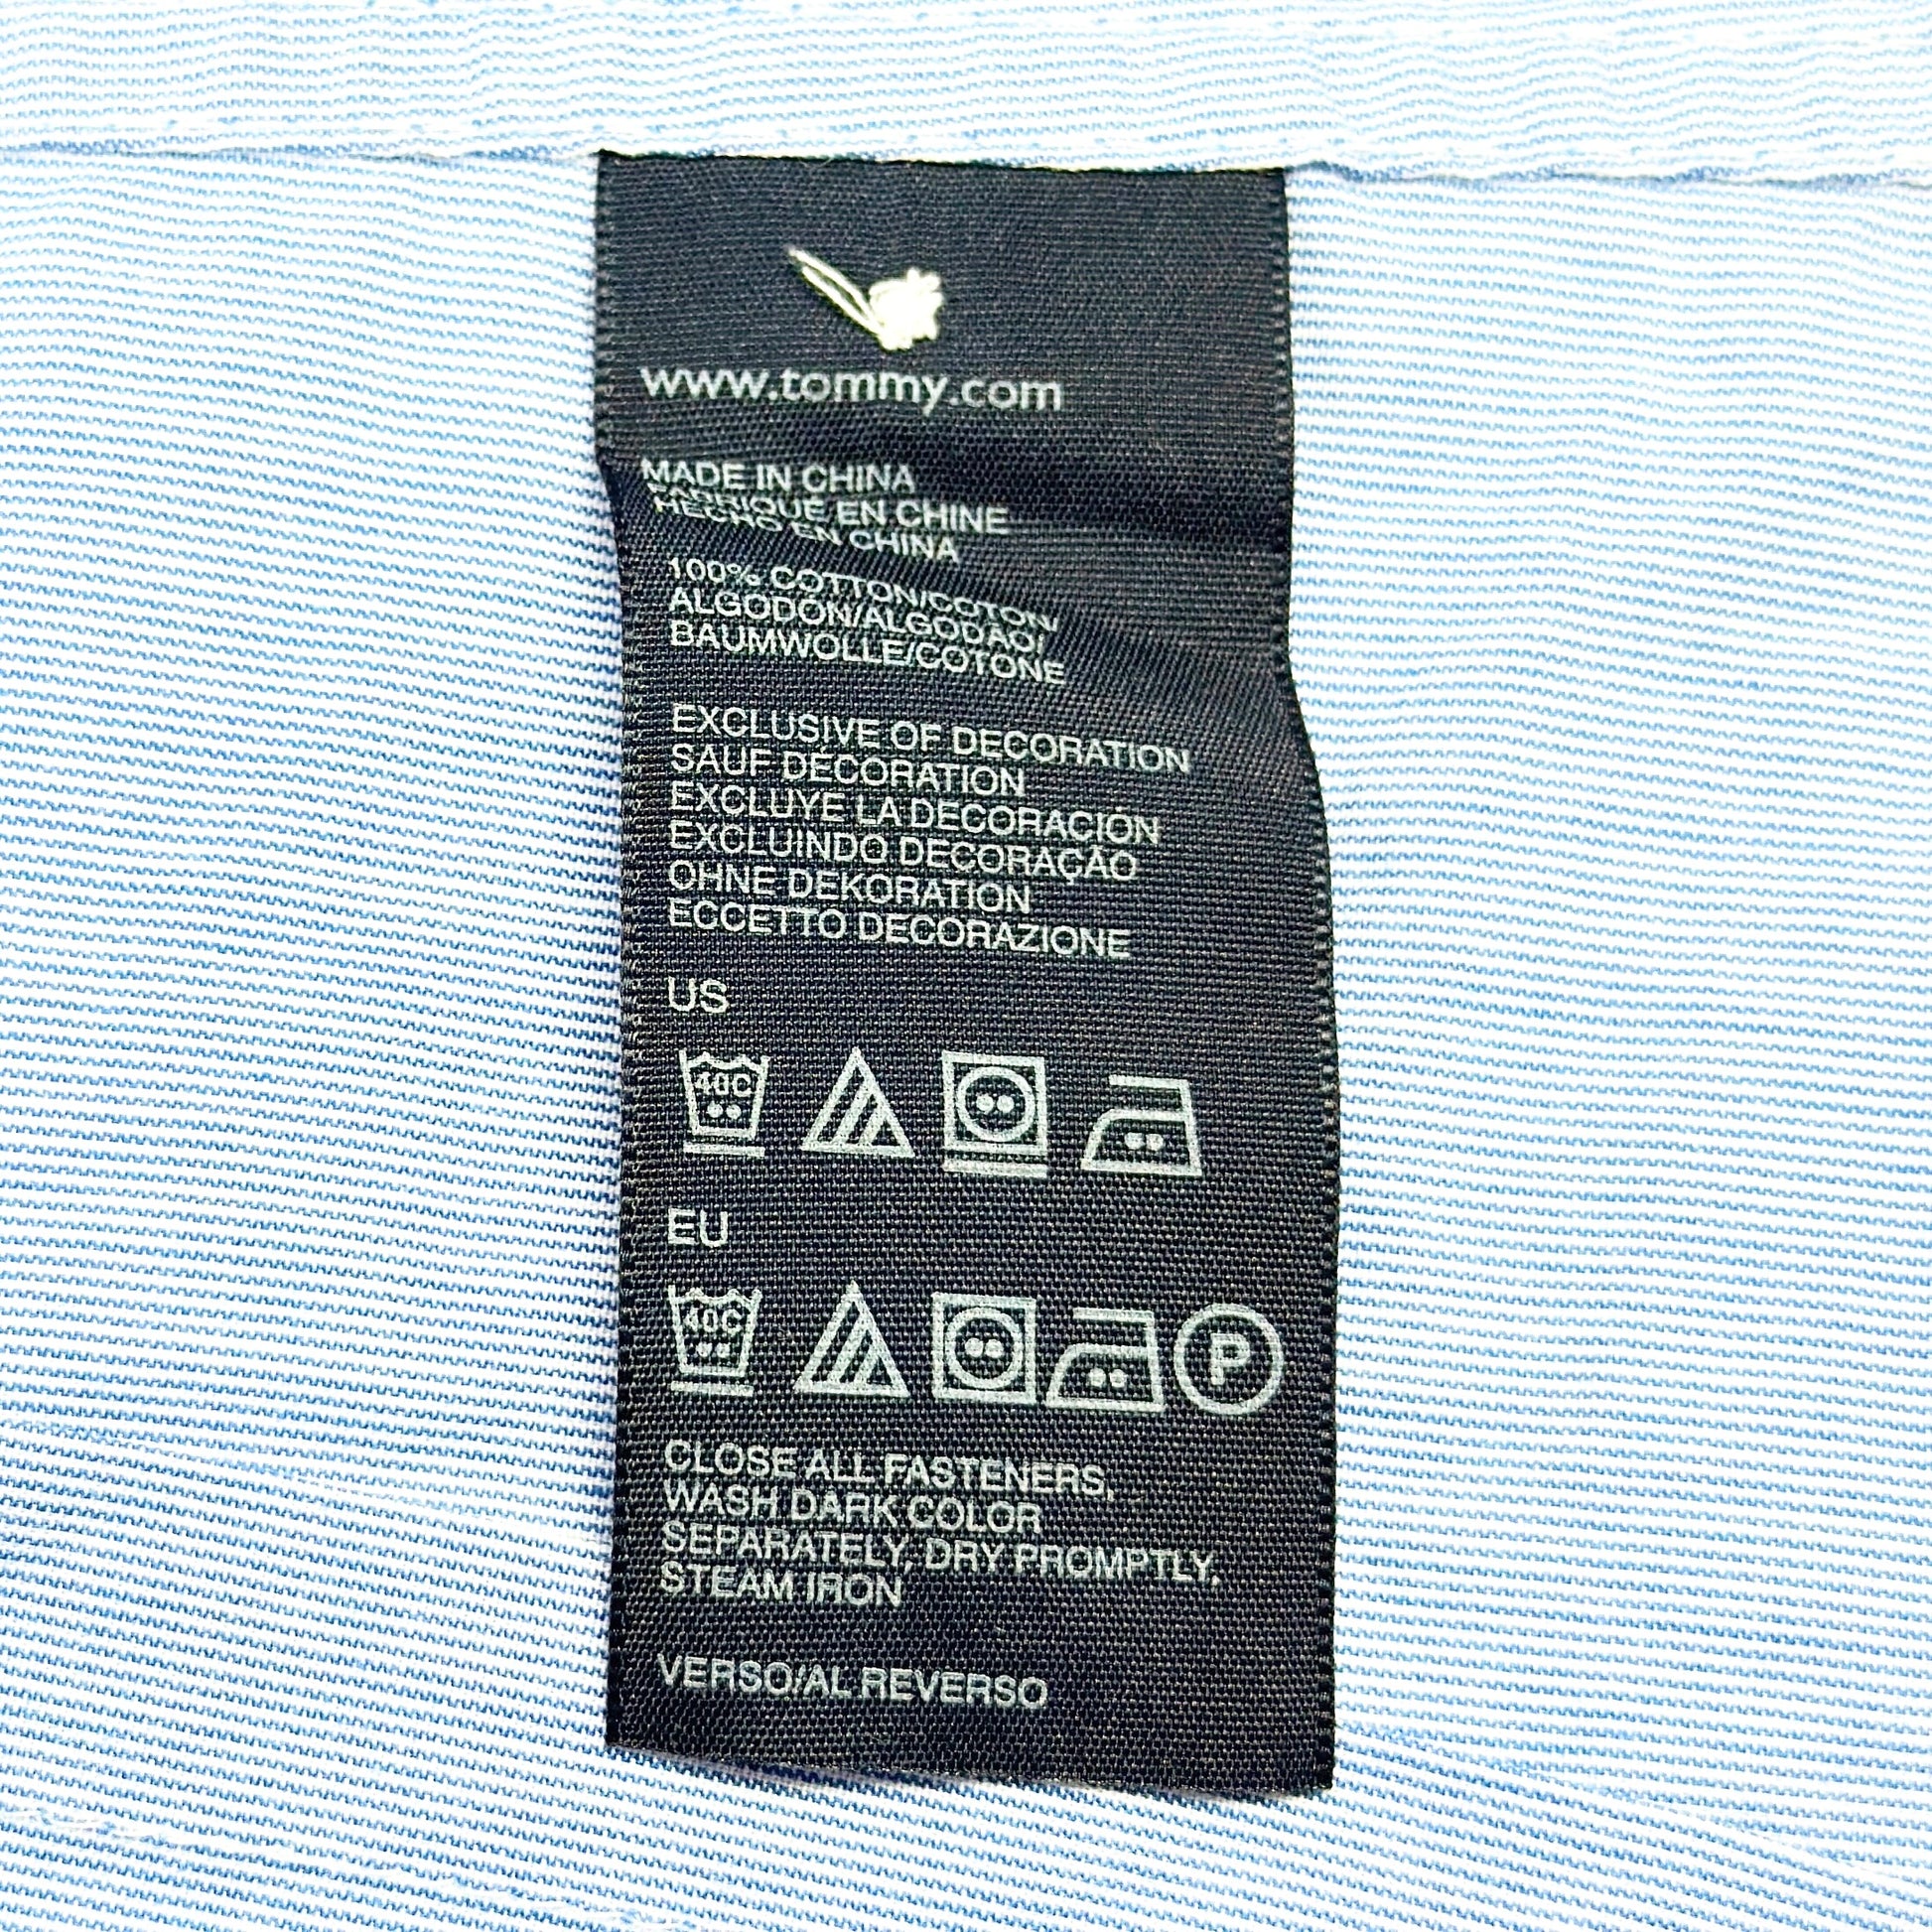 www.tommy.com
MADE IN CHINA
FABRIQUÉ EN CHINE
HECHO EN CHINA
100% COTTON/COTON/
ALGODÓN/ALGODÃO/
BAUMWOLLE/COTONE
EXCLUSIVE OF DECORATION
SAUF DÉCORATION
EXCLUYE LA DECORACIÓN
EXCLUINDO DECORAÇÃO
OHNE DEKORATION
ECCETTO DECORAZIONE
US
40C
EU
40C
P
CLOSE ALL FASTENERS,
WASH DARK COLOR
SEPARATELY. DRY PROMPTLY.
STEAM IRON
VERSO/AL REVERSO